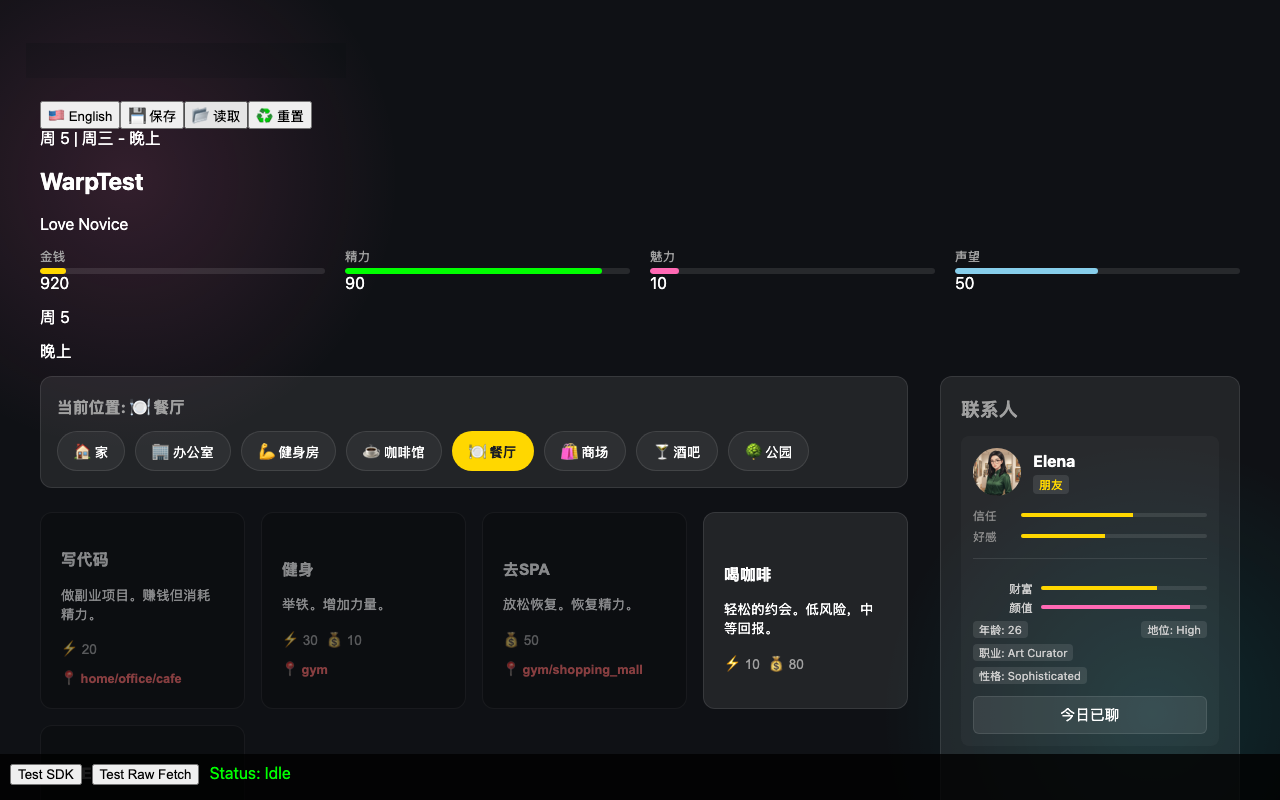 English 保存 读取 重置
周 5 | 周三 - 晚上
WarpTest
Love Novice
金钱 精力 魅力 声望
920 90 10 50
周 5
晚上
当前位置: 餐厅
家 办公室 健身房 咖啡馆 餐厅 商场 酒吧 公园
写代码
做副业项目。赚钱但消耗
精力。
20
home/office/cafe
健身
举铁。增加力量。
30 10
gym
去SPA
放松恢复。恢复精力。
50
gym/shopping_mall
喝咖啡
轻松的约会。低风险，中
等回报。
10 80
联系人
Elena
朋友
信任
好感
财富
颜值
年龄: 26 地位: High
职业: Art Curator
性格: Sophisticated
今日已聊
Test SDK Test Raw Fetch Status: Idle